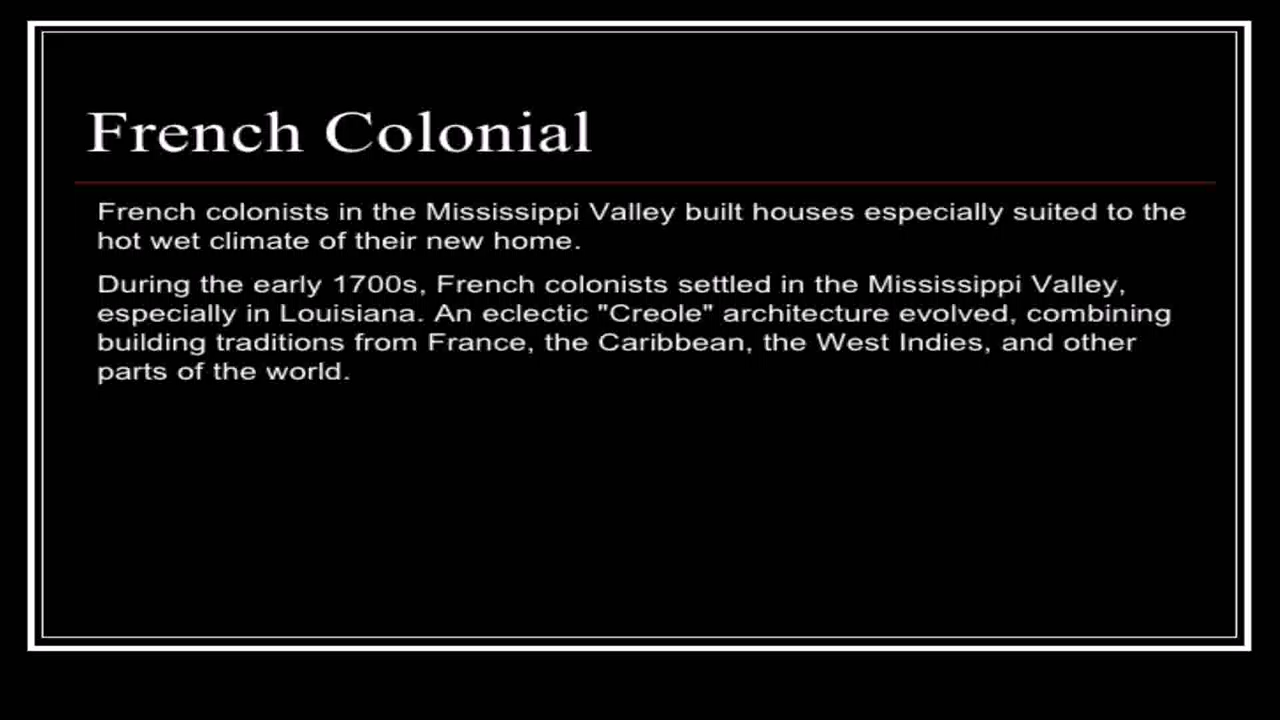 French Colonial
French colonists in the Mississippi Valley built houses especially suited to the
hot wet climate of their new home.
During the early 1700s, French colonists settled in the Mississippi Valley,
especially in Louisiana. An eclectic "Creole" architecture evolved, combining
building traditions from France, the Caribbean, the West Indies, and other
parts of the world.